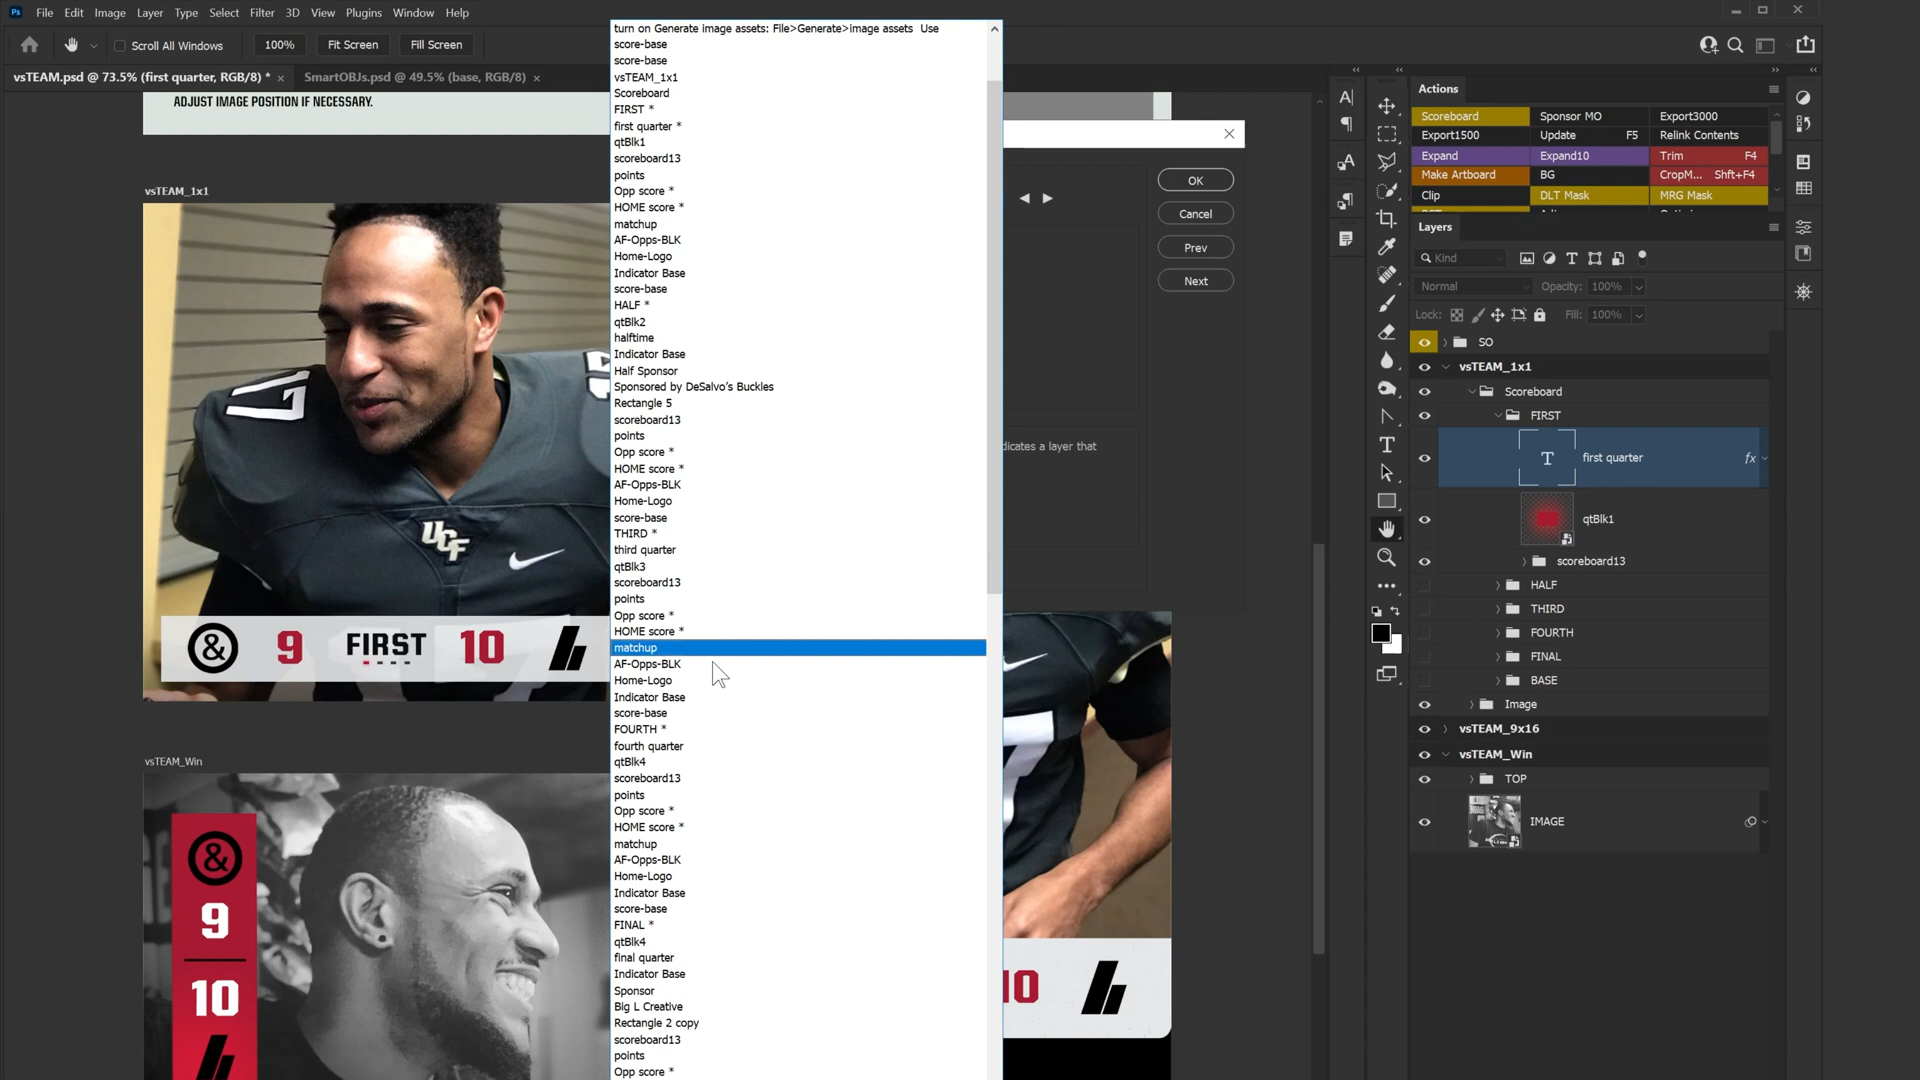 Ps File Edit Image Layer Type Select Filter 3D View Plugins Window Help
Scroll All Windows 100% Fit Screen Fill Screen
vsTEAM.psd @ 73.5% (first quarter, RGB/8) * × SmartOBJs.psd @ 49.5% (base, RGB/8) ×
ADJUST IMAGE POSITION IF NECESSARY.
vsTEAM_1x1
17
UCF
& 9 FIRST 10
vsTEAM_Win
&
9
10
turn on Generate image assets: File>Generate>image assets Use
score-base
score-base
vsTEAM_1x1
Scoreboard
FIRST *
first quarter *
qtBlk1
scoreboard13
points
Opp score *
HOME score *
matchup
AF-Opps-BLK
Home-Logo
Indicator Base
score-base
HALF *
qtBlk2
halftime
Indicator Base
Half Sponsor
Sponsored by DeSalvo's Buckles
Rectangle 5
scoreboard13
points
Opp score *
HOME score *
AF-Opps-BLK
Home-Logo
score-base
THIRD *
third quarter
qtBlk3
scoreboard13
points
Opp score *
HOME score *
matchup
AF-Opps-BLK
Home-Logo
Indicator Base
score-base
FOURTH *
fourth quarter
qtBlk4
scoreboard13
points
Opp score *
HOME score *
matchup
AF-Opps-BLK
Home-Logo
Indicator Base
score-base
FINAL *
qtBlk4
final quarter
Indicator Base
Sponsor
Big L Creative
Rectangle 2 copy
scoreboard13
points
Opp score *
OK
Cancel
Prev
Next
dicates a layer that
10
Actions
Scoreboard Sponsor MO Export3000
Export1500 Update F5 Relink Contents
Expand Expand10 Trim F4
Make Artboard BG CropM... Shft+F4
Clip DLT Mask MRG Mask
Layers
Kind
Normal Opacity: 100%
Lock: Fill: 100%
SO
vsTEAM_1x1
Scoreboard
FIRST
T first quarter fx
qtBlk1
scoreboard13
HALF
THIRD
FOURTH
FINAL
BASE
Image
vsTEAM_9x16
vsTEAM_Win
TOP
IMAGE